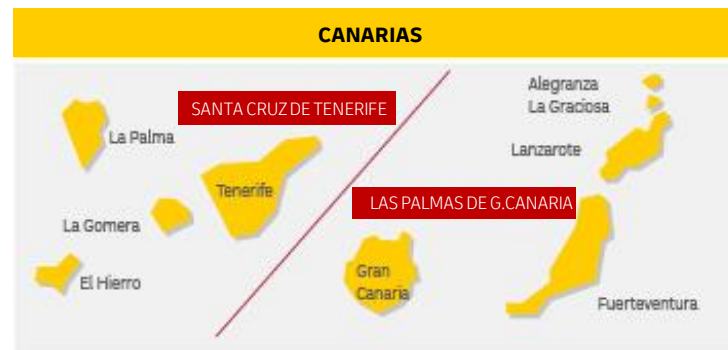 CANARIAS
Alegranza
La Graciosa
SANTA CRUZ DE TENERIFE
La Palma
Lanzarote
Tenerife
LAS PALMAS DE G.CANARIA
La Gomera
Gran
Canaria
El Hierro
Fuerteventura